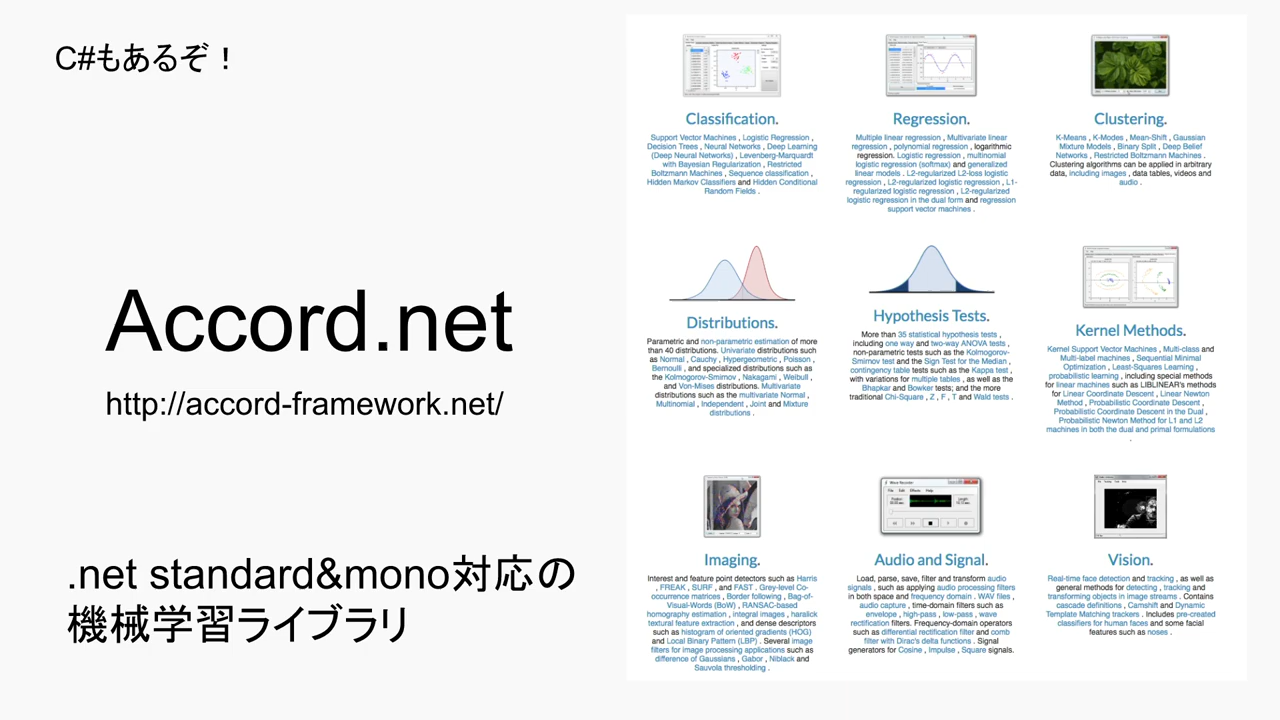 C#もあるぞ！
Accord.net
http://accord-framework.net/
.net standard&mono対応の
機械学習ライブラリ
Classification.
Support Vector Machines , Logistic Regression ,
Decision Trees , Neural Networks , Deep Learning
(Deep Neural Networks) , Levenberg-Marquardt
with Bayesian Regularization , Restricted
Boltzmann Machines , Sequence classification ,
Hidden Markov Classifiers and Hidden Conditional
Random Fields .
Regression.
Multiple linear regression , Multivariate linear
regression , polynomial regression , logarithmic
regression. Logistic regression , multinomial
logistic regression (softmax) and generalized
linear models . L2-regularized L2-loss logistic
regression , L2-regularized logistic regression , L1-
regularized logistic regression , L2-regularized
logistic regression in the dual form and regression
support vector machines .
Clustering.
K-Means , K-Modes , Mean-Shift , Gaussian
Mixture Models , Binary Split , Deep Belief
Networks , Restricted Boltzmann Machines .
Clustering algorithms can be applied in arbitrary
data, including images , data tables, videos and
audio .
Distributions.
Parametric and non-parametric estimation of more
than 40 distributions. Univariate distributions such
as Normal , Cauchy , Hypergeometric , Poisson ,
Bernoulli , and specialized distributions such as
the Kolmogorov-Smirnov , Nakagami , Weibull ,
and Von-Mises distributions. Multivariate
distributions such as the multivariate Normal ,
Multinomial , Independent , Joint and Mixture
distributions .
Hypothesis Tests.
More than 35 statistical hypothesis tests ,
including one way and two-way ANOVA tests ,
non-parametric tests such as the Kolmogorov-
Smirnov test and the Sign Test for the Median ,
contingency table tests such as the Kappa test ,
with variations for multiple tables , as well as the
Bhapkar and Bowker tests; and the more
traditional Chi-Square , Z , F , T and Wald tests .
Kernel Methods.
Kernel Support Vector Machines , Multi-class and
Multi-label machines , Sequential Minimal
Optimization , Least-Squares Learning ,
probabilistic learning , including special methods
for linear machines such as LIBLINEAR's methods
for Linear Coordinate Descent , Linear Newton
Method , Probabilistic Coordinate Descent ,
Probabilistic Coordinate Descent in the Dual ,
Probabilistic Newton Method for L1 and L2
machines in both the dual and primal formulations
.
Imaging.
Interest and feature point detectors such as Harris
, FREAK , SURF , and FAST . Grey-level Co-
occurrence matrices , Border following , Bag-of-
Visual-Words (BoW) , RANSAC-based
homography estimation , integral images , haralick
textural feature extraction , and dense descriptors
such as histogram of oriented gradients (HOG)
and Local Binary Pattern (LBP) . Several image
filters for image processing applications such as
difference of Gaussians , Gabor , Niblack and
Sauvola thresholding .
Audio and Signal.
Load, parse, save, filter and transform audio
signals , such as applying audio processing filters
in both space and frequency domain . WAV files ,
audio capture , time-domain filters such as
envelope , high-pass , low-pass , wave
rectification filters. Frequency-domain operators
such as differential rectification filter and comb
filter with Dirac's delta functions . Signal
generators for Cosine , Impulse , Square signals.
Vision.
Real-time face detection and tracking , as well as
general methods for detecting , tracking and
transforming objects in image streams . Contains
cascade definitions , Camshift and Dynamic
Template Matching trackers . Includes pre-created
classifiers for human faces and some facial
features such as noses .